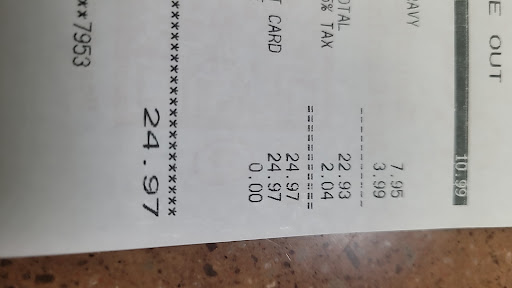 E OUT
10.99
AVY
7.95
3.99
-----------
OTAL 22.93
5% TAX 2.04
===========
24.97
T CARD 24.97
0.00
**********************
24.97
**7953